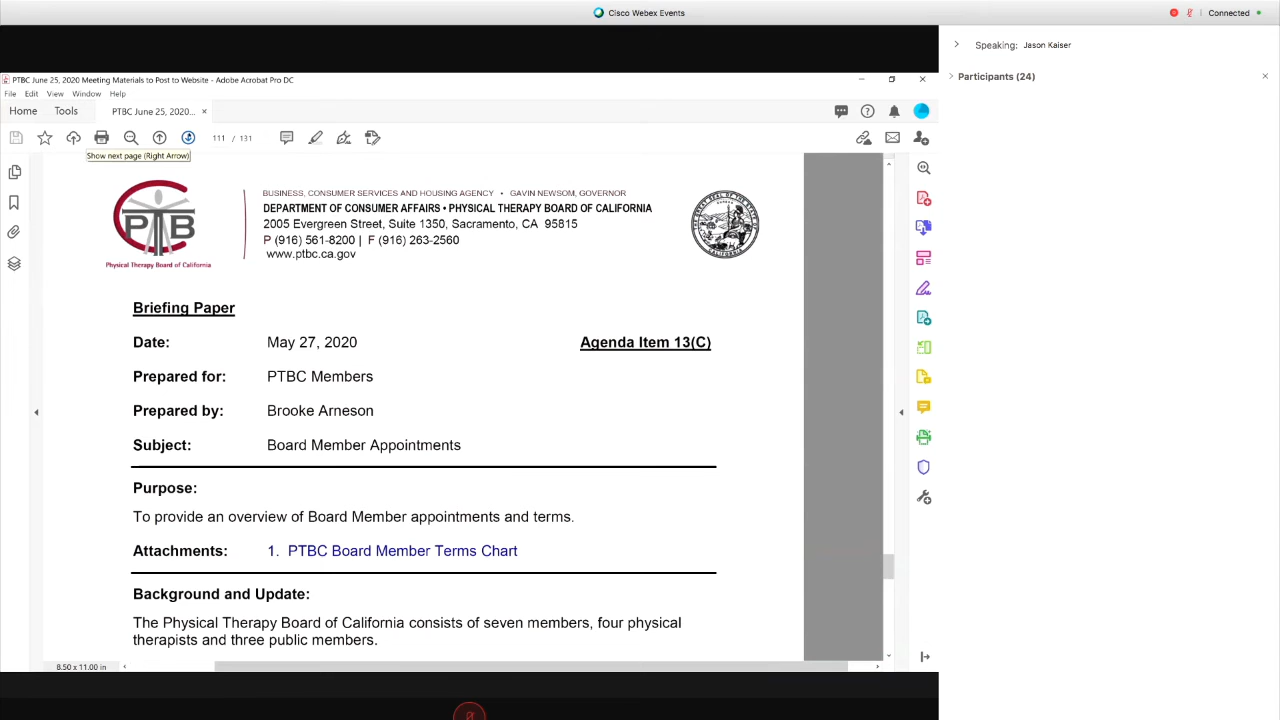 Cisco Webex Events
Connected
Speaking: Jason Kaiser
Participants (24)
PTBC June 25, 2020 Meeting Materials to Post to Website - Adobe Acrobat Pro DC
File Edit View Window Help
Home Tools PTBC June 25, 2020...
111 / 131
Show next page (Right Arrow)
PTB
Physical Therapy Board of California
BUSINESS, CONSUMER SERVICES AND HOUSING AGENCY • GAVIN NEWSOM, GOVERNOR
DEPARTMENT OF CONSUMER AFFAIRS • PHYSICAL THERAPY BOARD OF CALIFORNIA
2005 Evergreen Street, Suite 1350, Sacramento, CA 95815
P (916) 561-8200 | F (916) 263-2560
www.ptbc.ca.gov
Briefing Paper
Date: May 27, 2020 Agenda Item 13(C)
Prepared for: PTBC Members
Prepared by: Brooke Arneson
Subject: Board Member Appointments
Purpose:
To provide an overview of Board Member appointments and terms.
Attachments: 1. PTBC Board Member Terms Chart
Background and Update:
The Physical Therapy Board of California consists of seven members, four physical
therapists and three public members.
8.50 x 11.00 in